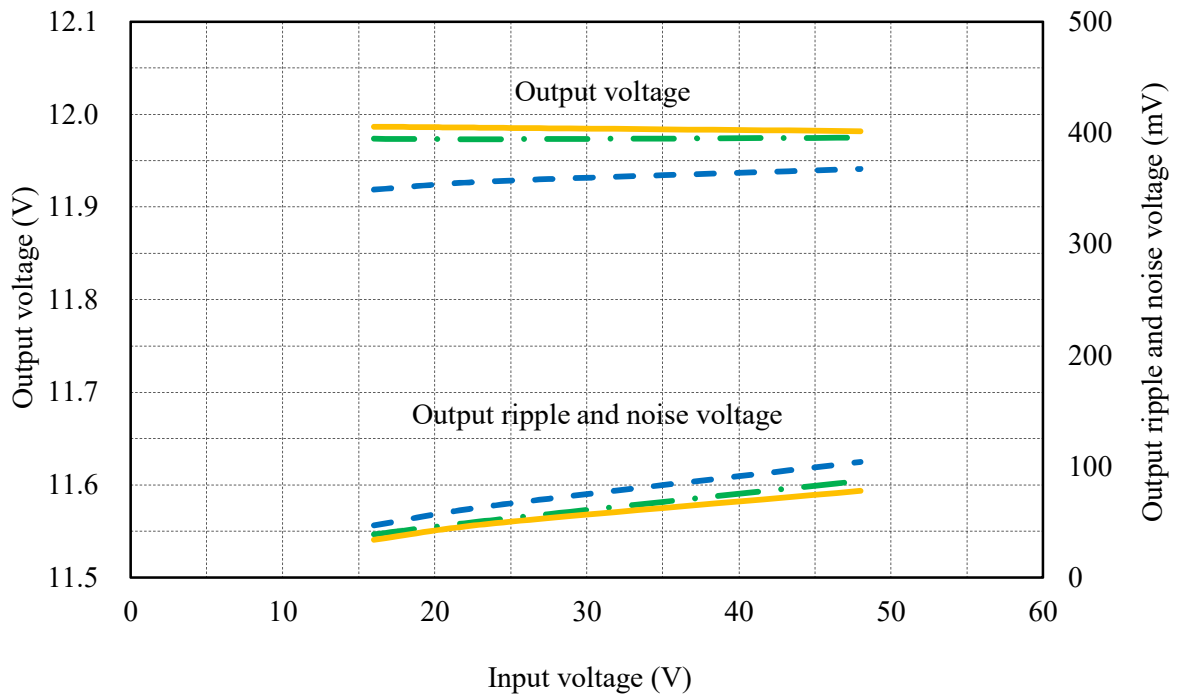 12.1
12.0
11.9
11.8
11.7
11.6
11.5
Output voltage (V)
Output voltage
Output ripple and noise voltage
500
400
300
200
100
0
Output ripple and noise voltage (mV)
0 10 20 30 40 50 60
Input voltage (V)